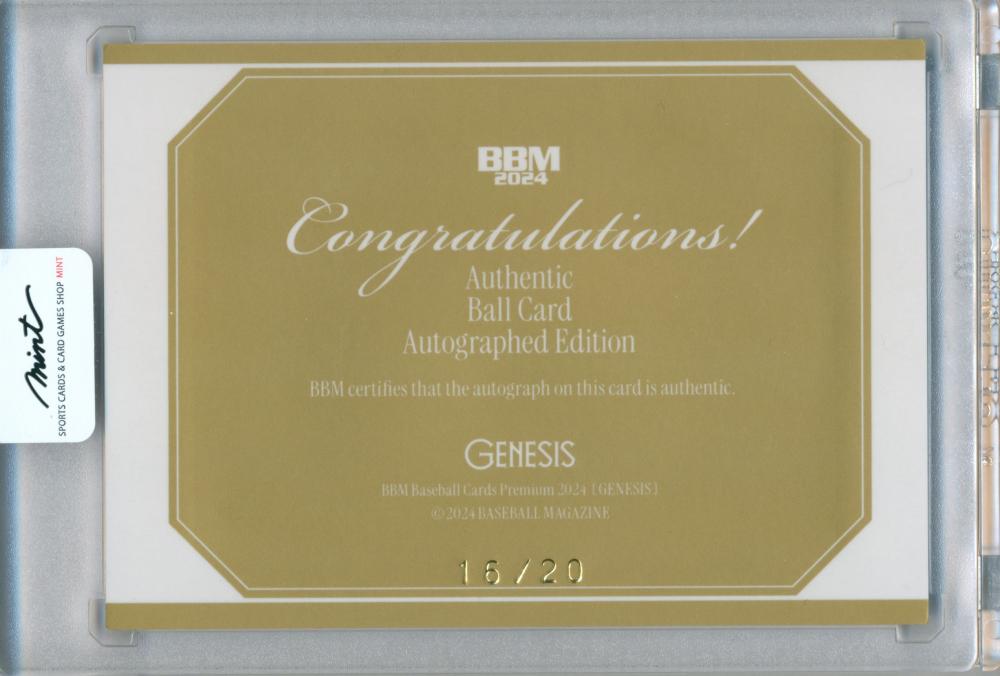 BBM
2024
Congratulations!
Authentic
Ball Card
Autographed Edition
BBM certifies that the autograph on this card is authentic.
GENESIS
BBM Baseball Cards Premium 2024 [GENESIS]
© 2024 BASEBALL MAGAZINE
16/20
mint
SPORTS CARDS & CARD GAMES SHOP MINT